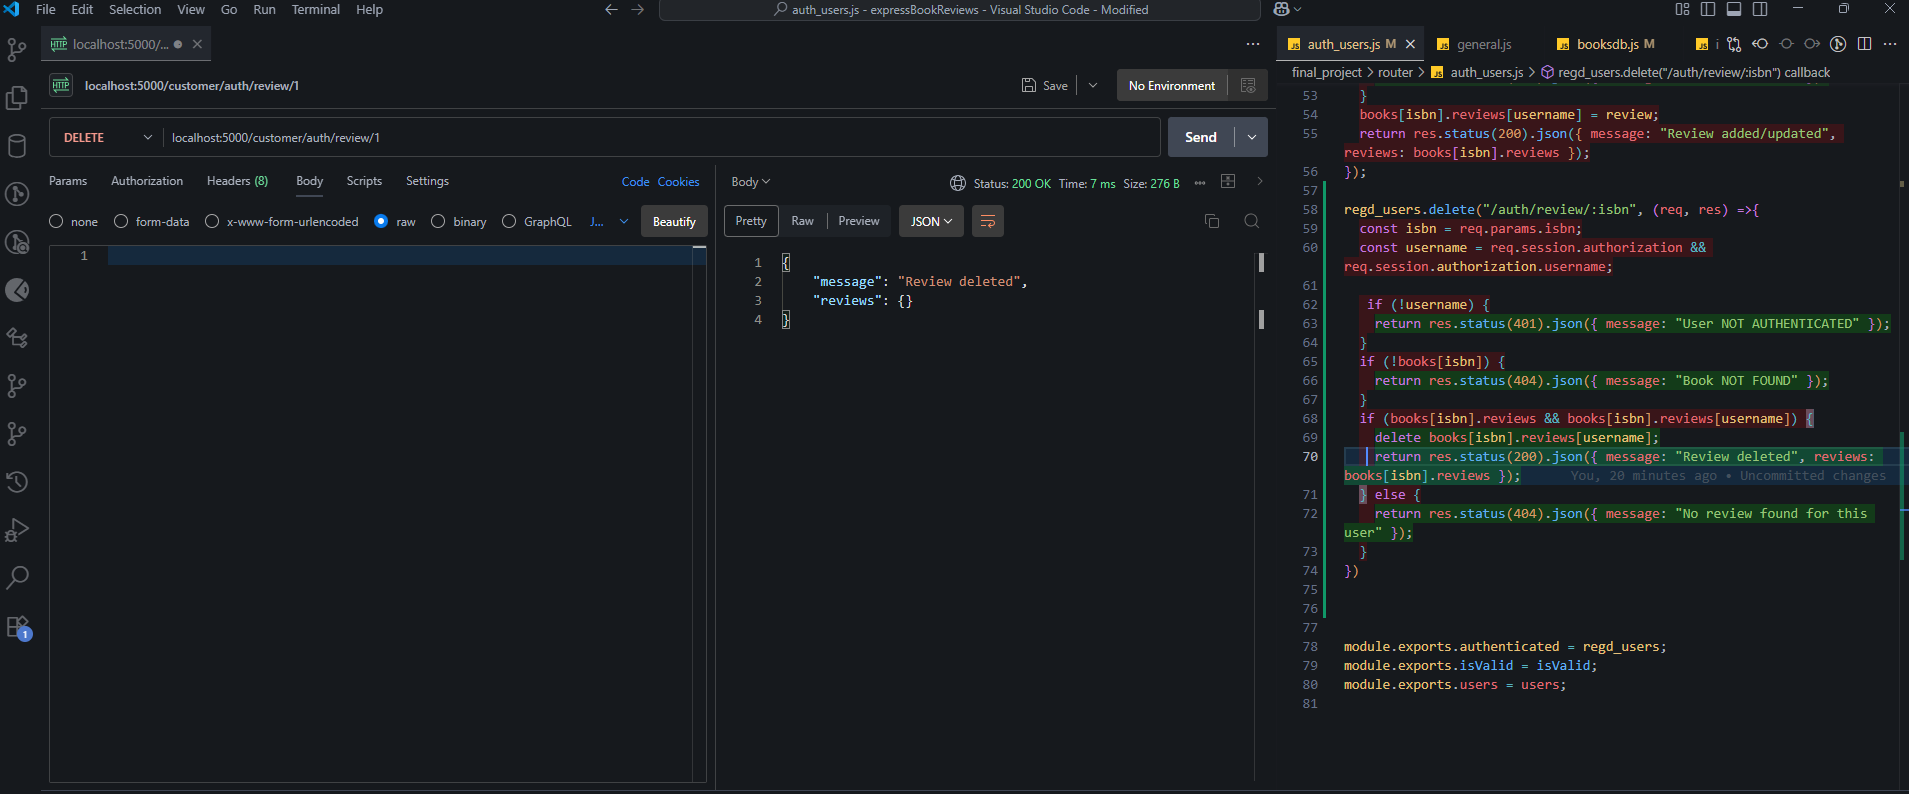 File Edit Selection View Go Run Terminal Help
auth_users.js - expressBookReviews - Visual Studio Code - Modified
HTTP localhost:5000/...
HTTP localhost:5000/customer/auth/review/1
Save
No Environment
DELETE localhost:5000/customer/auth/review/1
Send
Params Authorization Headers (8) Body Scripts Settings Code Cookies
none form-data x-www-form-urlencoded raw binary GraphQL J... Beautify
1
Body Status: 200 OK Time: 7 ms Size: 276 B
Pretty Raw Preview JSON
1 {
2 "message": "Review deleted",
3 "reviews": {}
4 }
1
JS auth_users.js M JS general.js JS booksdb.js M JS i
final_project > router > JS auth_users.js > regd_users.delete("/auth/review/:isbn") callback
53 }
54 books[isbn].reviews[username] = review;
55 return res.status(200).json({ message: "Review added/updated",
reviews: books[isbn].reviews });
56 });
57
58 regd_users.delete("/auth/review/:isbn", (req, res) =>{
59 const isbn = req.params.isbn;
60 const username = req.session.authorization &&
req.session.authorization.username;
61
62 if (!username) {
63 return res.status(401).json({ message: "User NOT AUTHENTICATED" });
64 }
65 if (!books[isbn]) {
66 return res.status(404).json({ message: "Book NOT FOUND" });
67 }
68 if (books[isbn].reviews && books[isbn].reviews[username]) {
69 delete books[isbn].reviews[username];
70 return res.status(200).json({ message: "Review deleted", reviews:
books[isbn].reviews }); You, 20 minutes ago • Uncommitted changes
71 } else {
72 return res.status(404).json({ message: "No review found for this
user" });
73 }
74 })
75
76
77
78 module.exports.authenticated = regd_users;
79 module.exports.isValid = isValid;
80 module.exports.users = users;
81